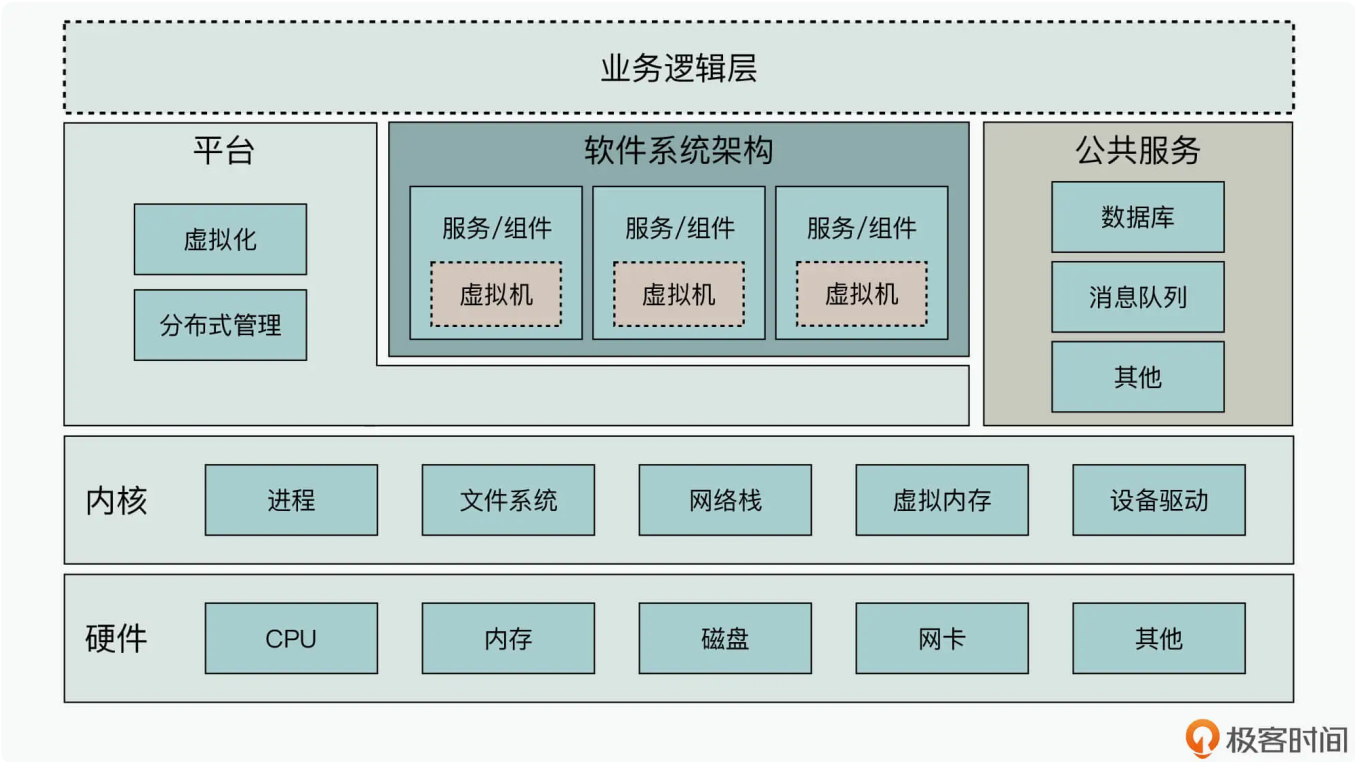 业务逻辑层
平台
虚拟化
分布式管理
软件系统架构
服务/组件
虚拟机
服务/组件
虚拟机
服务/组件
虚拟机
公共服务
数据库
消息队列
其他
内核
进程
文件系统
网络栈
虚拟内存
设备驱动
硬件
CPU
内存
磁盘
网卡
其他
极客时间